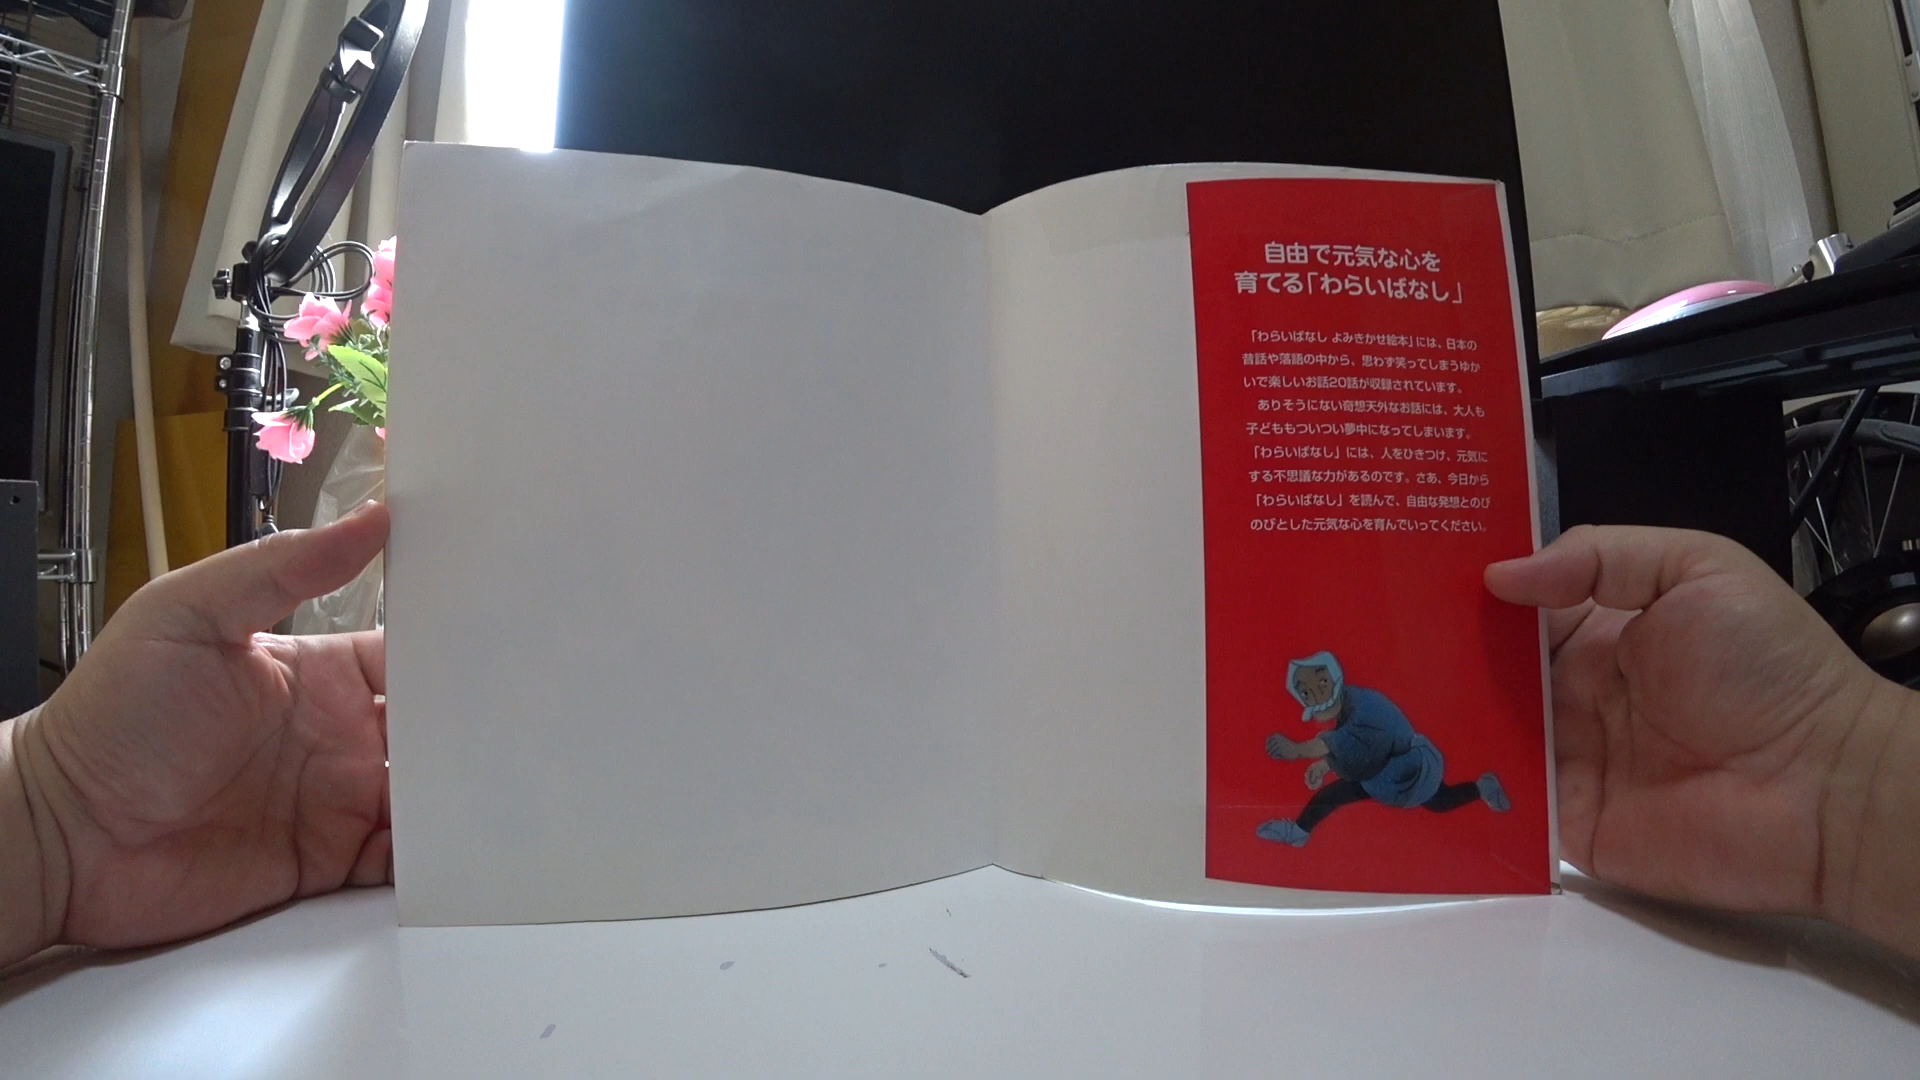 自由で元気な心を
育てる「わらいばなし」
「わらいばなし よみきかせ絵本」には、日本の
昔話や落語の中から、思わず笑ってしまうゆか
いで楽しいお話20話が収録されています。
ありそうにない奇想天外なお話には、大人も
子どももついつい夢中になってしまいます。
「わらいばなし」には、人をひきつけ、元気に
する不思議な力があるのです。さあ、今日から
「わらいばなし」を読んで、自由な発想とのび
のびとした元気な心を育んでいってください。